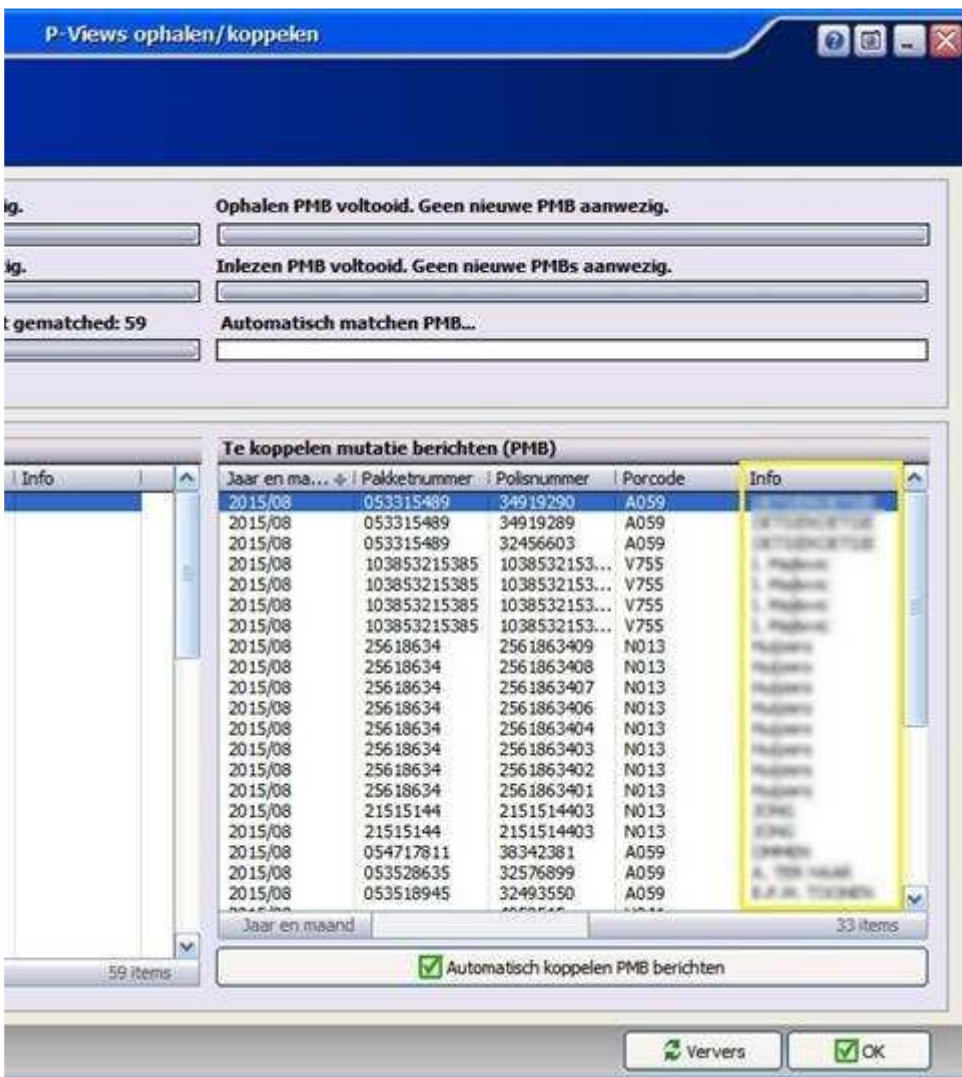 P-Views ophalen/koppelen
ig. Ophalen PMB voltooid. Geen nieuwe PMB aanwezig.
ig. Inlezen PMB voltooid. Geen nieuwe PMBs aanwezig.
t gematched: 59 Automatisch matchen PMB...
Te koppelen mutatie berichten (PMB)
Info Jaar en ma... Pakketnummer Polisnummer Porcode Info
2015/08 053315489 34919290 A059
2015/08 053315489 34919289 A059
2015/08 053315489 32456603 A059
2015/08 103853215385 1038532153... V755
2015/08 103853215385 1038532153... V755
2015/08 103853215385 1038532153... V755
2015/08 103853215385 1038532153... V755
2015/08 25618634 2561863409 N013
2015/08 25618634 2561863408 N013
2015/08 25618634 2561863407 N013
2015/08 25618634 2561863406 N013
2015/08 25618634 2561863404 N013
2015/08 25618634 2561863403 N013
2015/08 25618634 2561863402 N013
2015/08 25618634 2561863401 N013
2015/08 21515144 2151514403 N013
2015/08 21515144 2151514403 N013
2015/08 054717811 38342381 A059
2015/08 053528635 32576899 A059
2015/08 053518945 32493550 A059
Jaar en maand 33 items
59 items Automatisch koppelen PMB berichten
Ververs OK